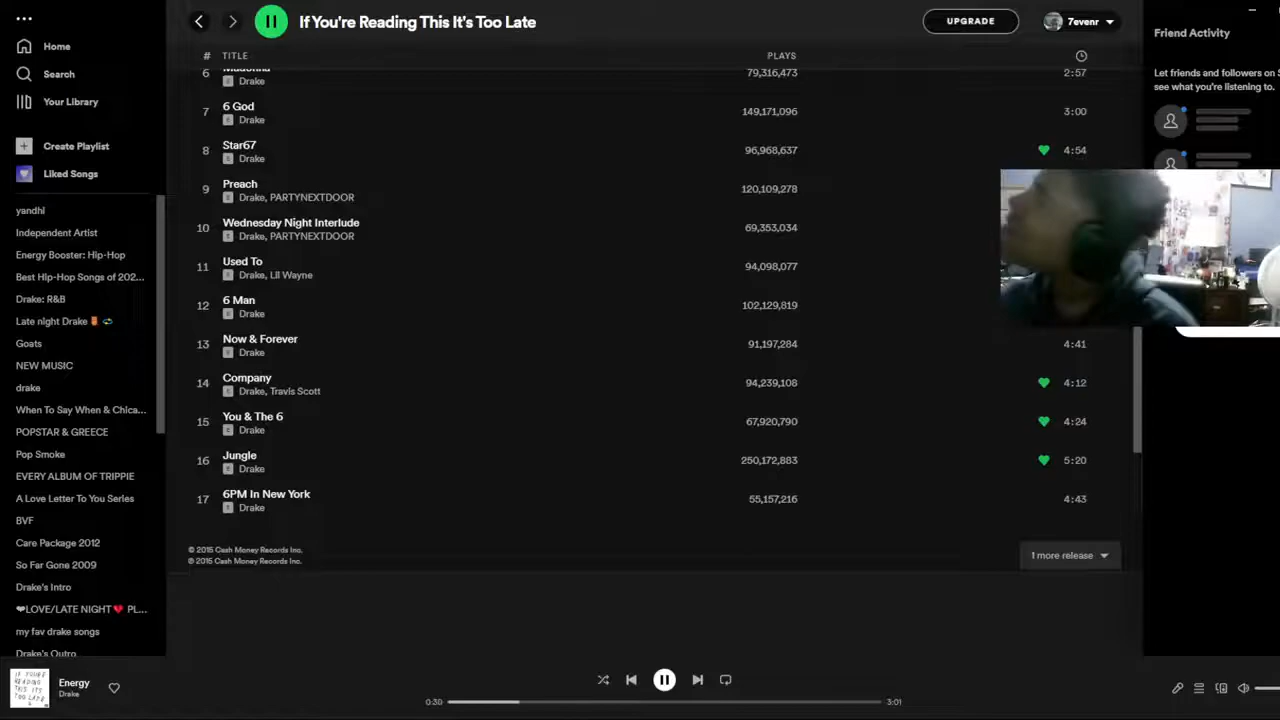 If You're Reading This It's Too Late
UPGRADE
7evenr
Home
Search
Your Library
Create Playlist
Liked Songs
yandhi
Independent Artist
Energy Booster: Hip-Hop
Best Hip-Hop Songs of 202...
Drake: R&B
Late night Drake
Goats
NEW MUSIC
drake
When To Say When & Chica...
POPSTAR & GREECE
Pop Smoke
EVERY ALBUM OF TRIPPIE
A Love Letter To You Series
BVF
Care Package 2012
So Far Gone 2009
Drake's Intro
❤LOVE/LATE NIGHT💔 PL...
my fav drake songs
Drake's Outro
# TITLE PLAYS
6 Madonna 79,316,473 2:57
E Drake
7 6 God 149,171,096 3:00
E Drake
8 Star67 96,968,637 4:54
E Drake
9 Preach 120,109,278
E Drake, PARTYNEXTDOOR
10 Wednesday Night Interlude 69,353,034
E Drake, PARTYNEXTDOOR
11 Used To 94,098,077
E Drake, Lil Wayne
12 6 Man 102,129,819
E Drake
13 Now & Forever 91,197,284 4:41
E Drake
14 Company 94,239,108 4:12
E Drake, Travis Scott
15 You & The 6 67,920,790 4:24
E Drake
16 Jungle 250,172,883 5:20
E Drake
17 6PM In New York 55,157,216 4:43
E Drake
© 2015 Cash Money Records Inc.
℗ 2015 Cash Money Records Inc.
1 more release
Friend Activity
Let friends and followers on S
see what you're listening to.
IF YOU'RE
READING
THIS IT'S
TOO LATE
Energy
Drake
0:30
3:01